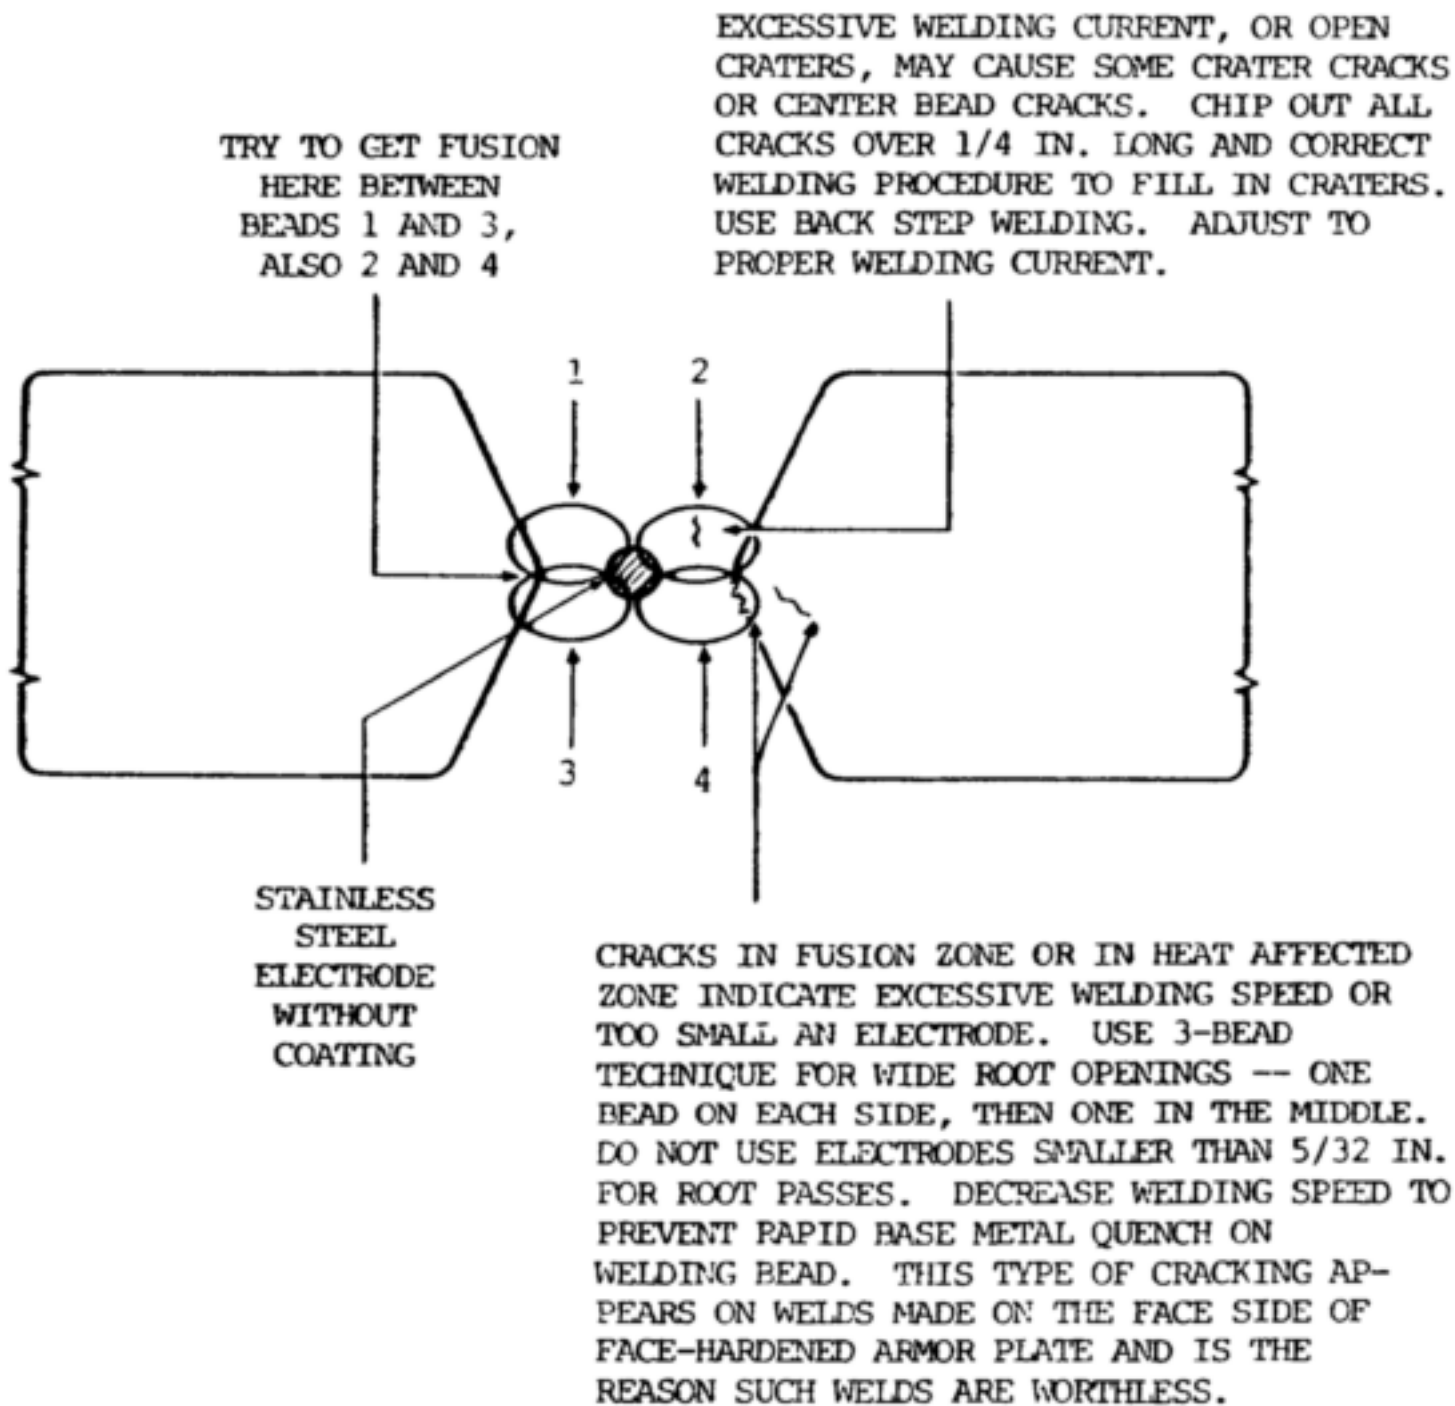 EXCESSIVE WELDING CURRENT, OR OPEN
CRATERS, MAY CAUSE SOME CRATER CRACKS
OR CENTER BEAD CRACKS. CHIP OUT ALL
CRACKS OVER 1/4 IN. LONG AND CORRECT
WELDING PROCEDURE TO FILL IN CRATERS.
USE BACK STEP WELDING. ADJUST TO
PROPER WELDING CURRENT.
TRY TO GET FUSION
HERE BETWEEN
BEADS 1 AND 3,
ALSO 2 AND 4
1
2
3
4
STAINLESS
STEEL
ELECTRODE
WITHOUT
COATING
CRACKS IN FUSION ZONE OR IN HEAT AFFECTED
ZONE INDICATE EXCESSIVE WELDING SPEED OR
TOO SMALL AN ELECTRODE. USE 3-BEAD
TECHNIQUE FOR WIDE ROOT OPENINGS -- ONE
BEAD ON EACH SIDE, THEN ONE IN THE MIDDLE.
DO NOT USE ELECTRODES SMALLER THAN 5/32 IN.
FOR ROOT PASSES. DECREASE WELDING SPEED TO
PREVENT RAPID BASE METAL QUENCH ON
WELDING BEAD. THIS TYPE OF CRACKING AP-
PEARS ON WELDS MADE ON THE FACE SIDE OF
FACE-HARDENED ARMOR PLATE AND IS THE
REASON SUCH WELDS ARE WORTHLESS.